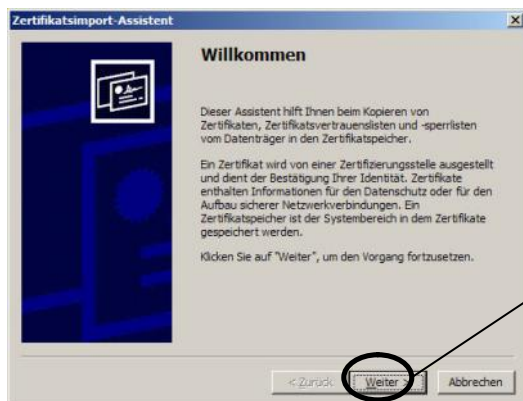 Zertifikatsimport-Assistent
Willkommen
Dieser Assistent hilft Ihnen beim Kopieren von
Zertifikaten, Zertifikatsvertrauenslisten und -sperrlisten
vom Datenträger in den Zertifikatspeicher.
Ein Zertifikat wird von einer Zertifizierungsstelle ausgestellt
und dient der Bestätigung Ihrer Identität. Zertifikate
enthalten Informationen für den Datenschutz oder für den
Aufbau sicherer Netzwerkverbindungen. Ein
Zertifikatspeicher ist der Systembereich in dem Zertifikate
gespeichert werden.
Klicken Sie auf "Weiter", um den Vorgang fortzusetzen.
< Zurück Weiter > Abbrechen